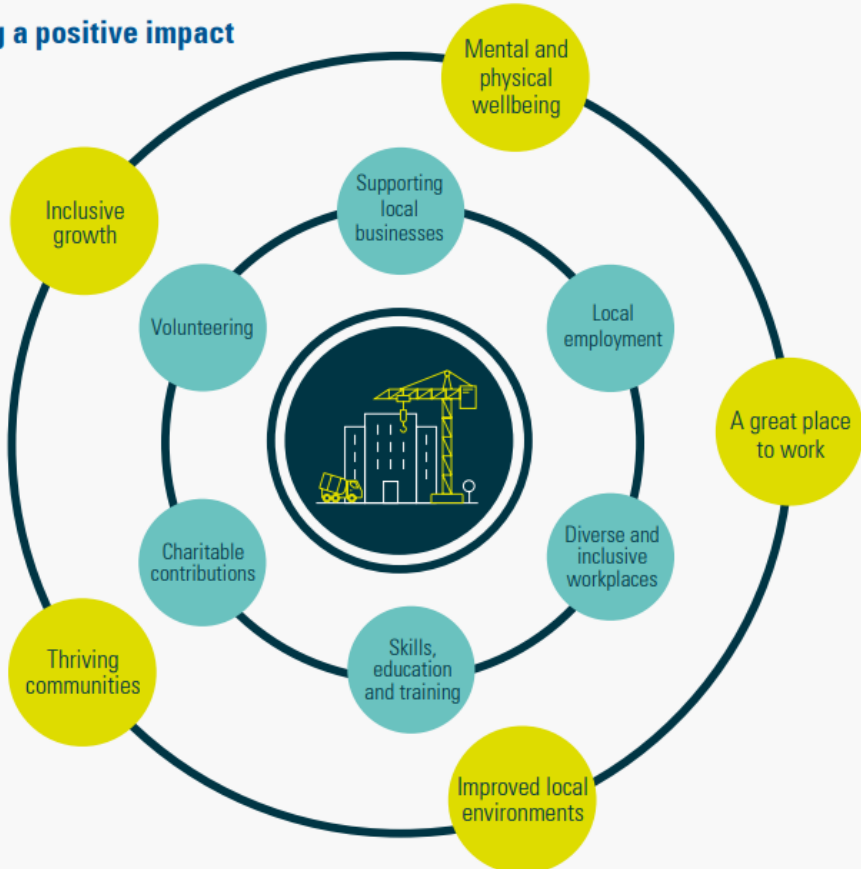 a positive impact
Mental and
physical
wellbeing
Inclusive
growth
Supporting
local
businesses
Volunteering
Local
employment
A great place
to work
Charitable
contributions
Diverse and
inclusive
workplaces
Skills,
education
and training
Thriving
communities
Improved local
environments